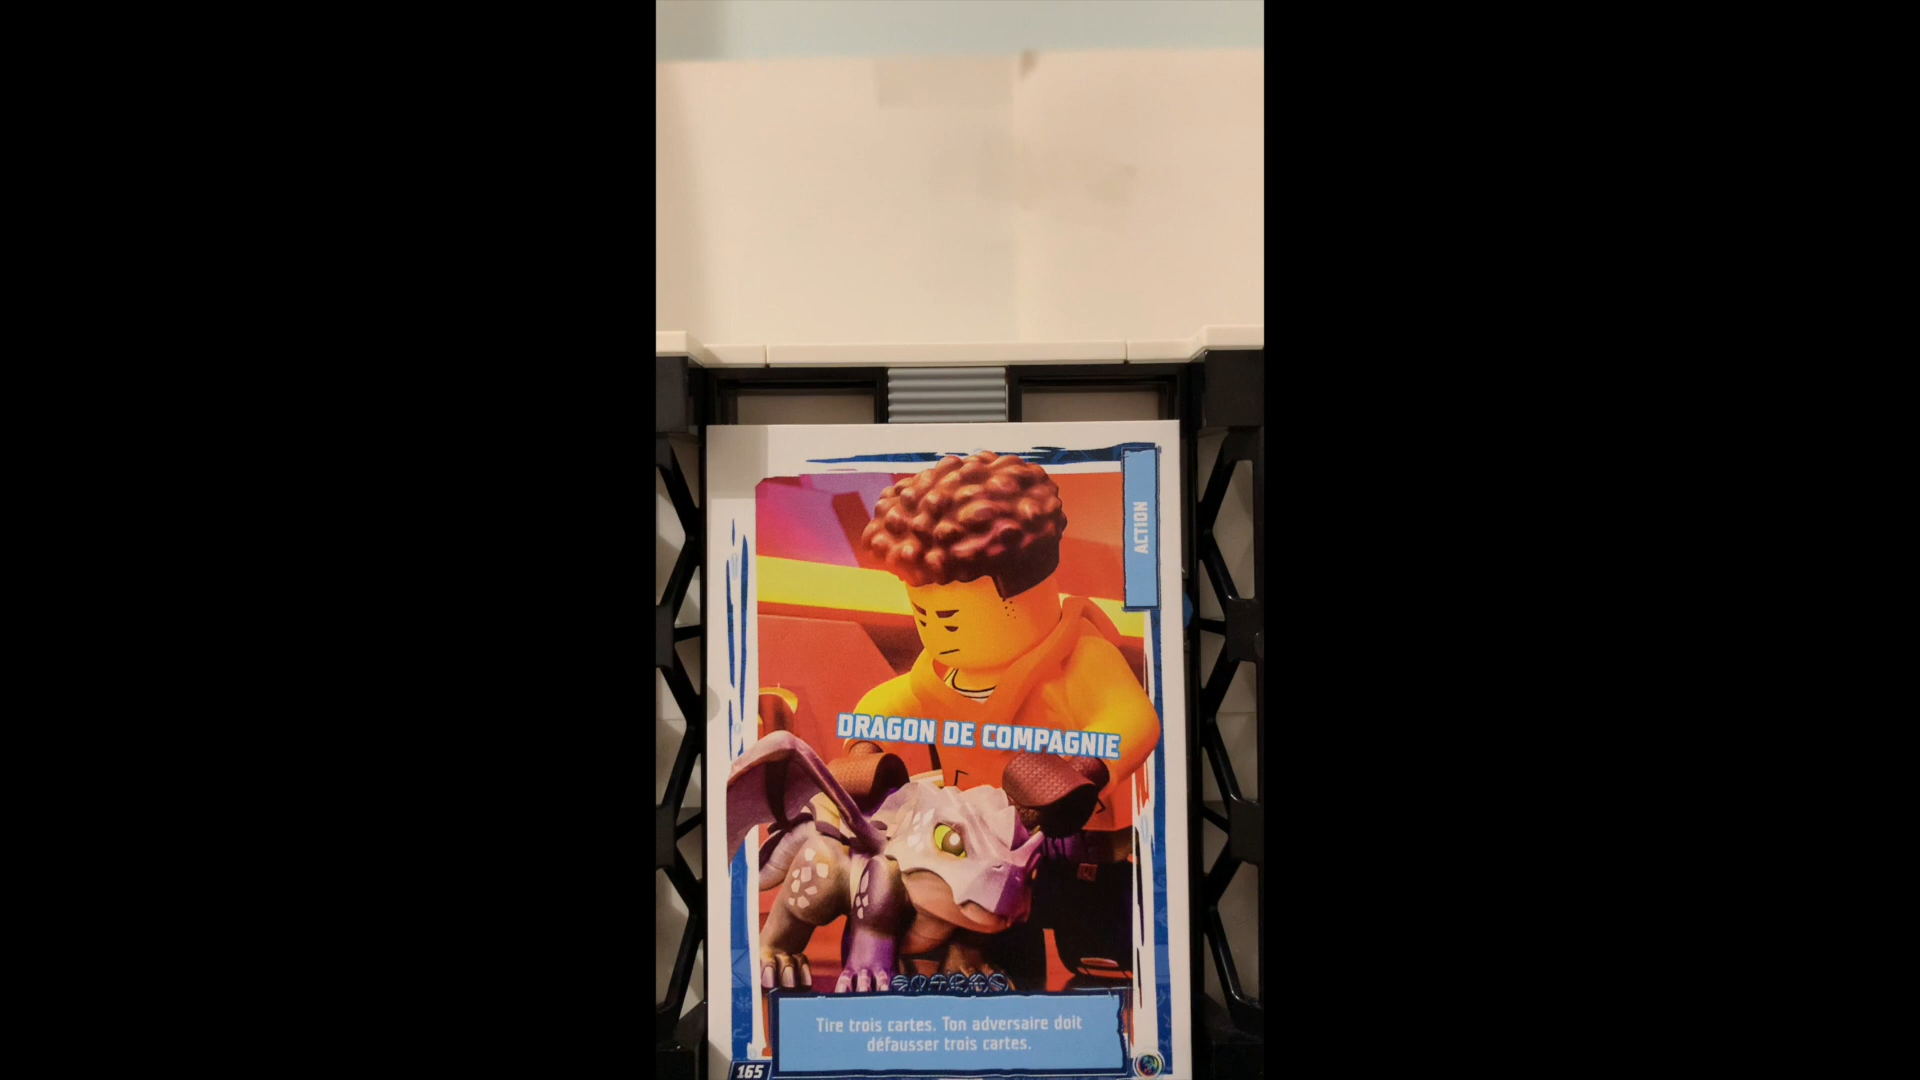 ACTION
DRAGON DE COMPAGNIE
Tire trois cartes. Ton adversaire doit
défausser trois cartes.
165